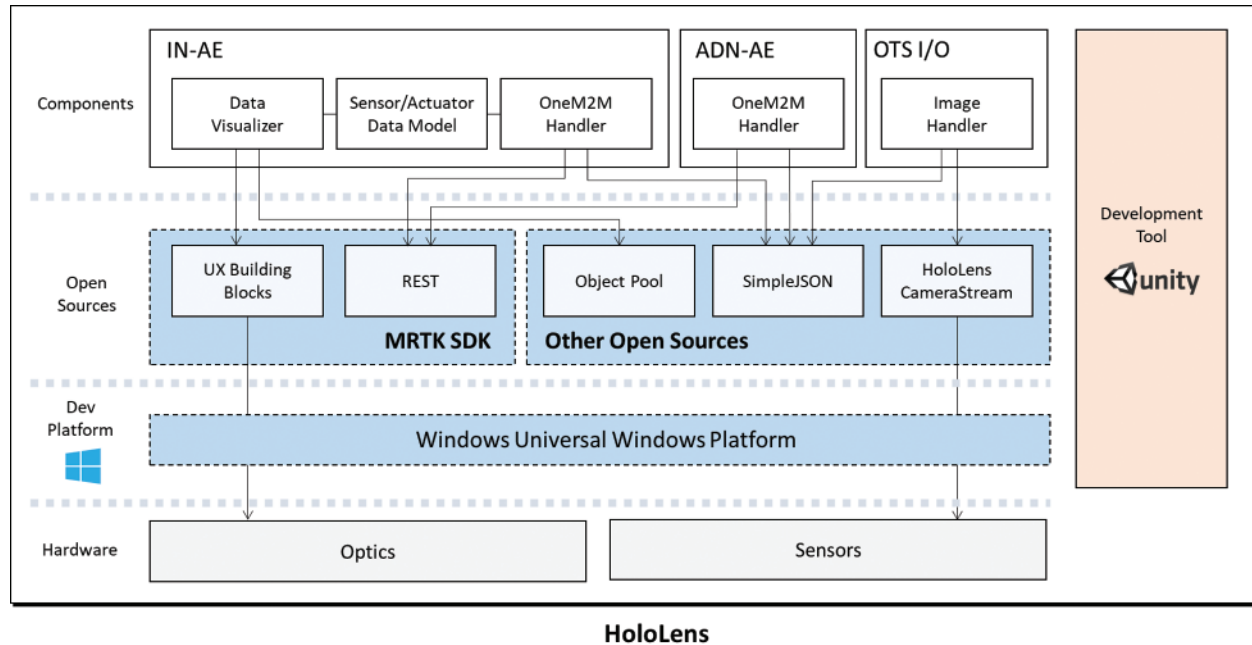 IN-AE
ADN-AE
OTS I/O
Components
Data
Visualizer
Sensor/Actuator
Data Model
OneM2M
Handler
OneM2M
Handler
Image
Handler
Development
Tool
unity
Open
Sources
UX Building
Blocks
REST
Object Pool
SimpleJSON
HoloLens
CameraStream
MRTK SDK
Other Open Sources
Dev
Platform
Windows Universal Windows Platform
Hardware
Optics
Sensors
HoloLens